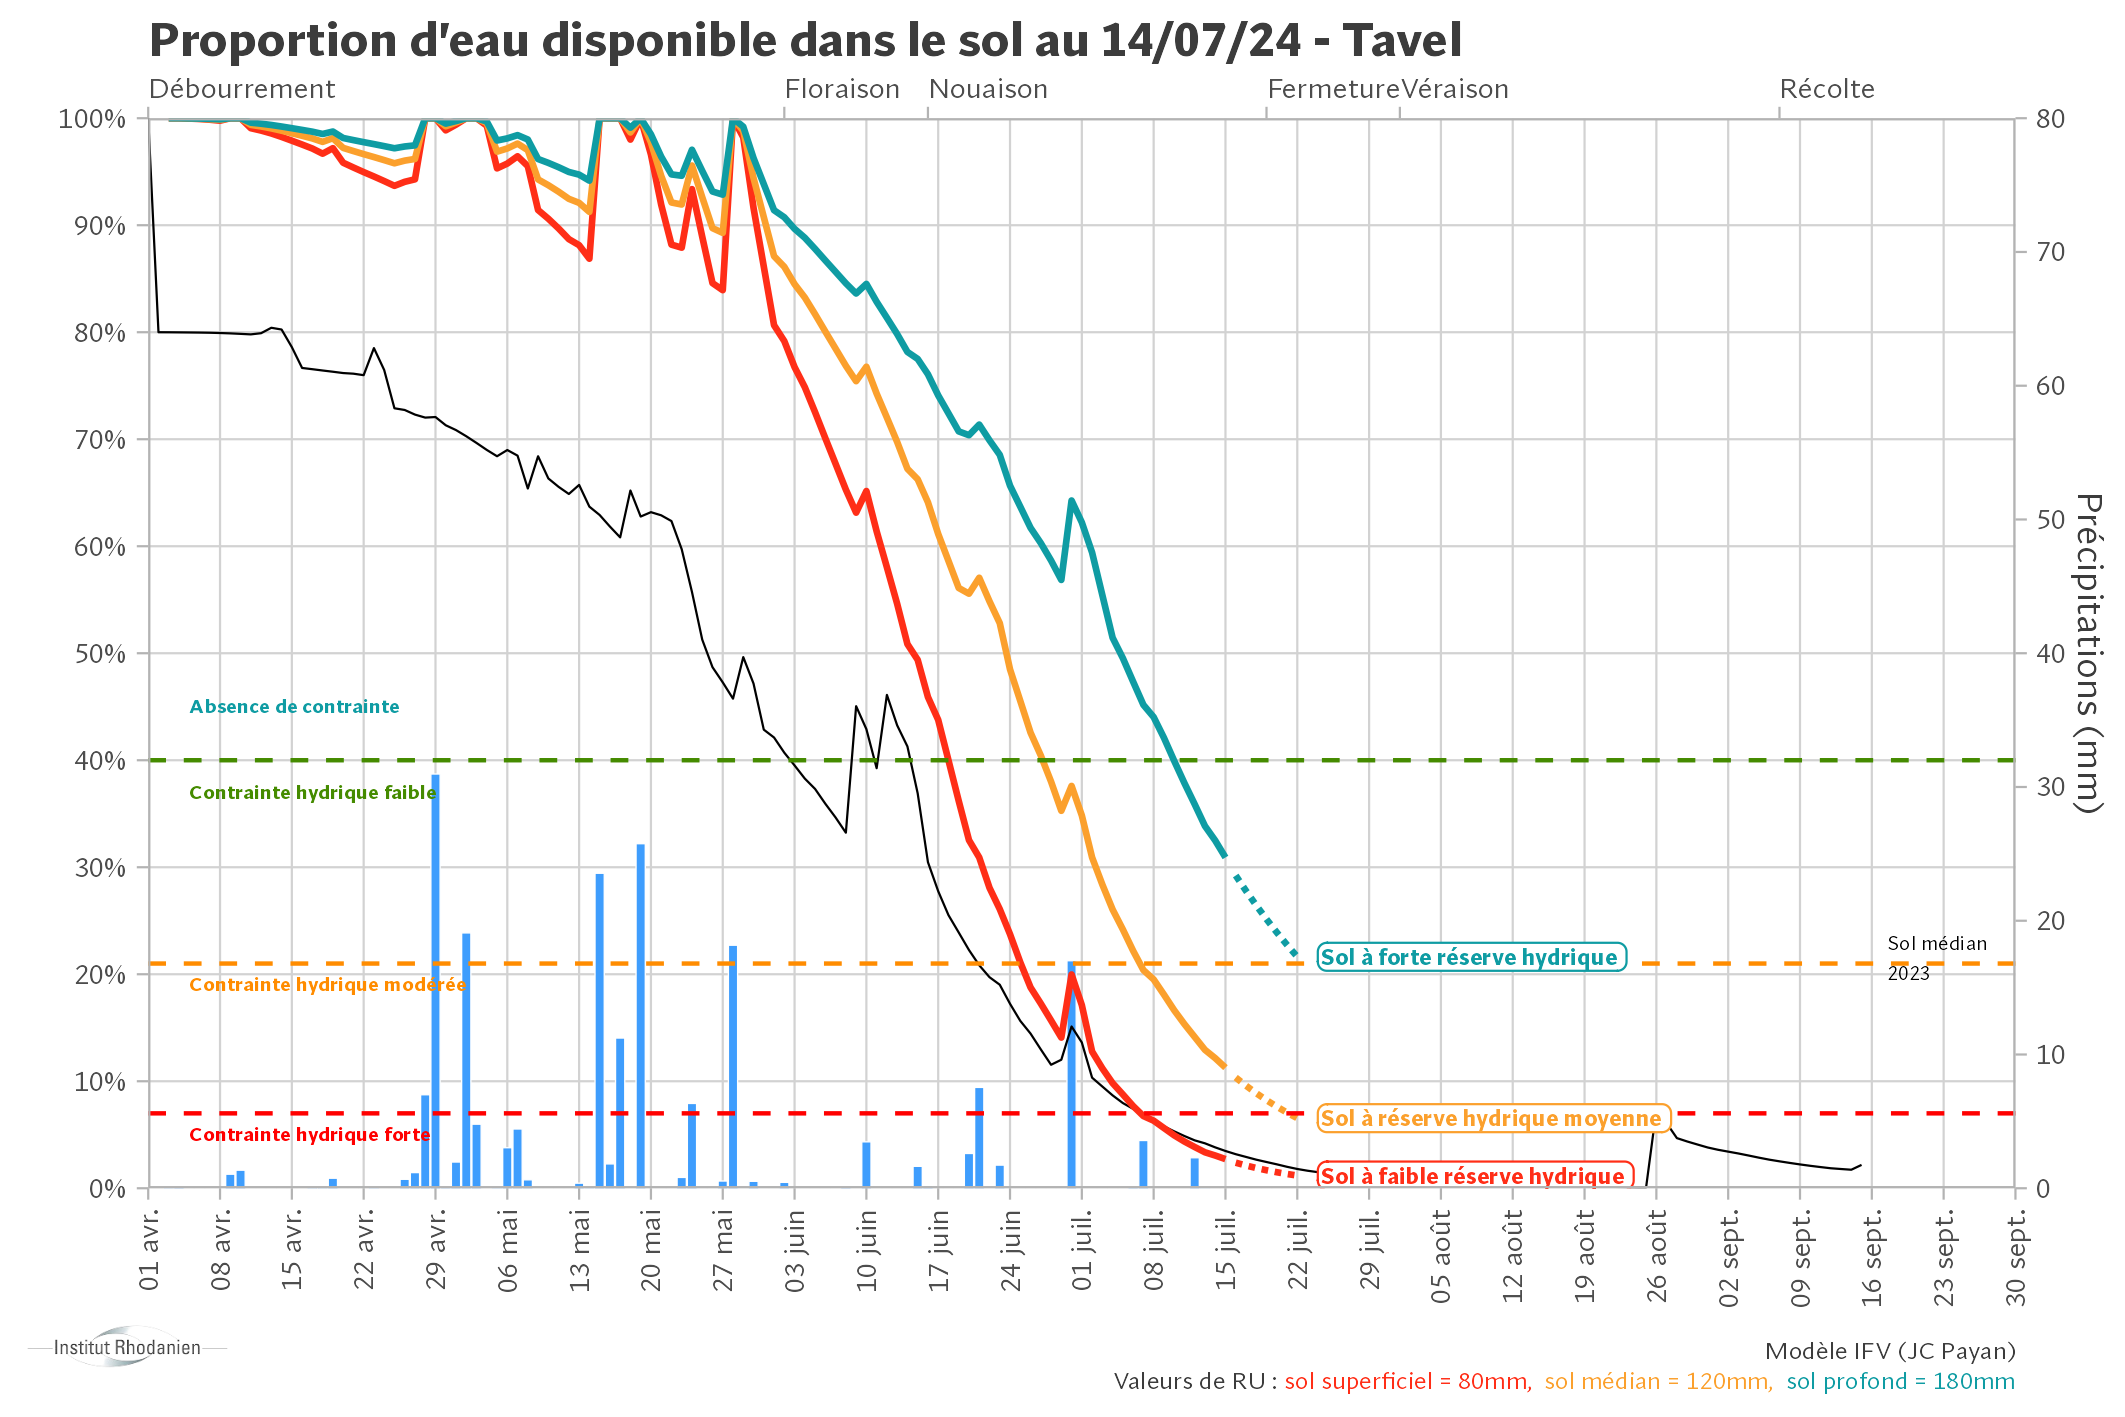 Proportion d'eau disponible dans le sol au 14/07/24 - Tavel
Débourrement Floraison Nouaison Fermeture Véraison Récolte
100% 80
90% 70
80% 60
70% 50
60% 40
50% 30
40% 20
30% 10
20% 0
10%
0%
Précipitations (mm)
Absence de contrainte
Contrainte hydrique faible
Contrainte hydrique modérée
Contrainte hydrique forte
Sol à forte réserve hydrique
Sol à réserve hydrique moyenne
Sol à faible réserve hydrique
Sol médian
2023
01 avr. 08 avr. 15 avr. 22 avr. 29 avr. 06 mai 13 mai 20 mai 27 mai 03 juin 10 juin 17 juin 24 juin 01 juil. 08 juil. 15 juil. 22 juil. 29 juil. 05 août 12 août 19 août 26 août 02 sept. 09 sept. 16 sept. 23 sept. 30 sept.
Institut Rhodanien
Modèle IFV (JC Payan)
Valeurs de RU : sol superficiel = 80mm, sol médian = 120mm, sol profond = 180mm